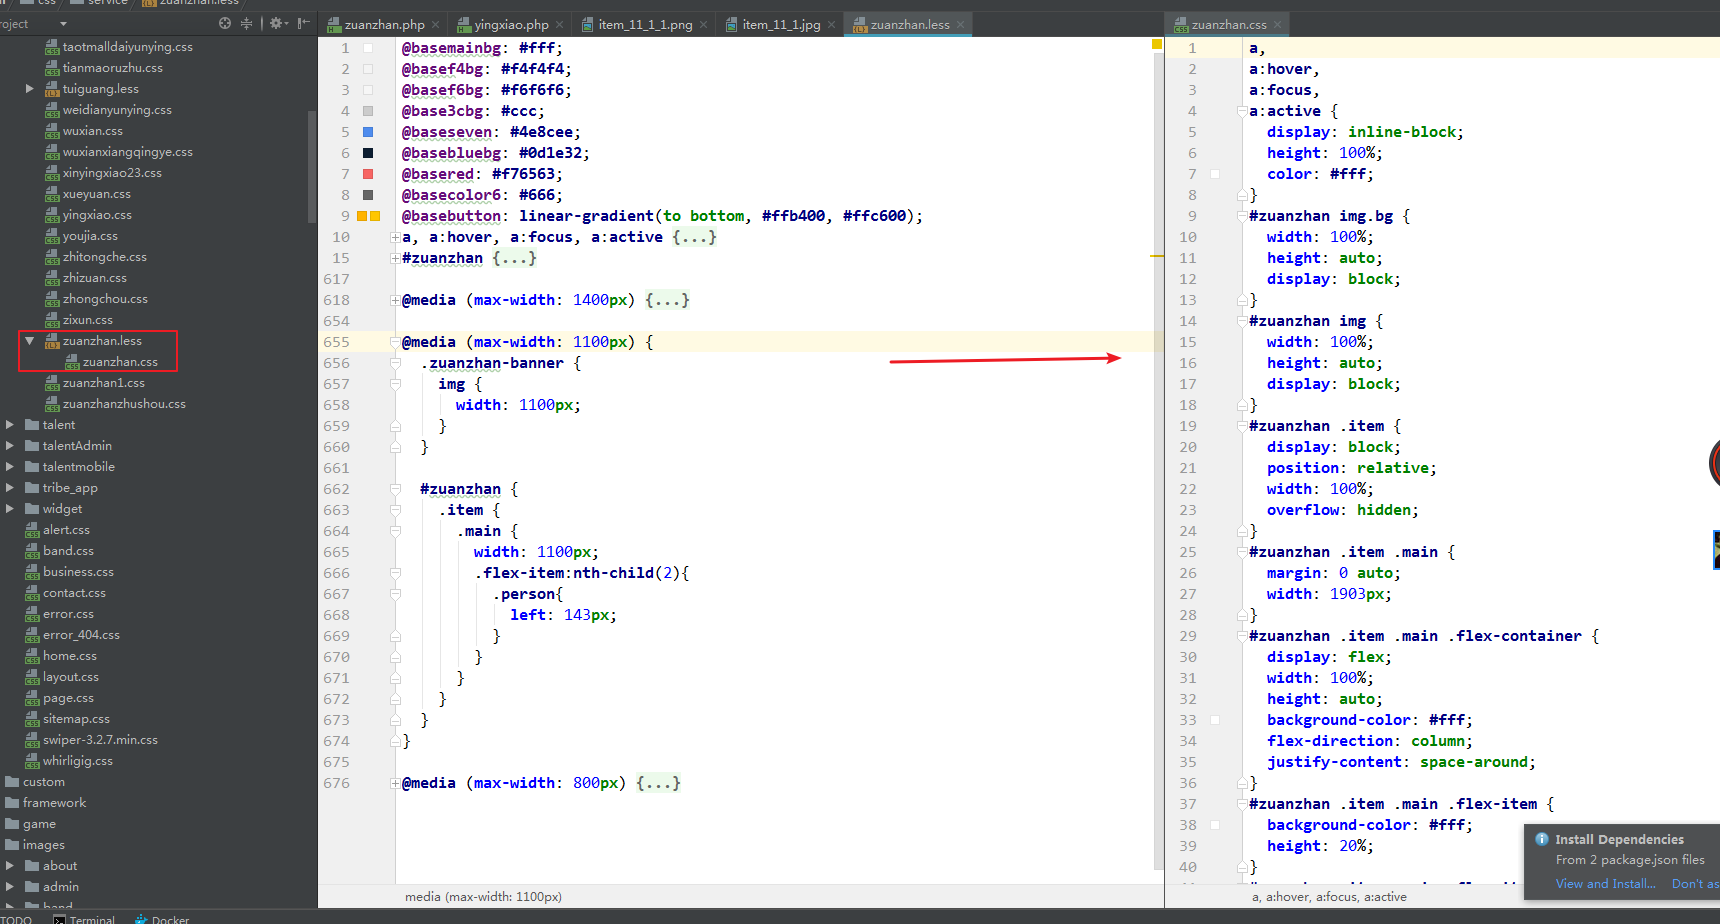 css service zuanzhan.less
roject
taotmalldaiyunying.css
tianmaoruzhu.css
tuiguang.less
weidianyunying.css
wuxian.css
wuxianxiangqingye.css
xinyingxiao23.css
xueyuan.css
yingxiao.css
youjia.css
zhitongche.css
zhizuan.css
zhongchou.css
zixun.css
zuanzhan.less
zuanzhan.css
zuanzhan1.css
zuanzhanzhushou.css
talent
talentAdmin
talentmobile
tribe_app
widget
alert.css
band.css
business.css
contact.css
error.css
error_404.css
home.css
layout.css
page.css
sitemap.css
swiper-3.2.7.min.css
whirligig.css
custom
framework
game
images
about
admin
band
TODO Terminal Docker
zuanzhan.php yingxiao.php item_11_1_1.png item_11_1.jpg zuanzhan.less
1 @basemainbg: #fff;
2 @basef4bg: #f4f4f4;
3 @basef6bg: #f6f6f6;
4 @base3cbg: #ccc;
5 @baseseven: #4e8cee;
6 @basebluebg: #0d1e32;
7 @basered: #f76563;
8 @basecolor6: #666;
9 @basebutton: linear-gradient(to bottom, #ffb400, #ffc600);
10 a, a:hover, a:focus, a:active {...}
15 #zuanzhan {...}
617
618 @media (max-width: 1400px) {...}
654
655 @media (max-width: 1100px) {
656 .zuanzhan-banner {
657 img {
658 width: 1100px;
659 }
660 }
661
662 #zuanzhan {
663 .item {
664 .main {
665 width: 1100px;
666 .flex-item:nth-child(2){
667 .person{
668 left: 143px;
669 }
670 }
671 }
672 }
673 }
674 }
675
676 @media (max-width: 800px) {...}
media (max-width: 1100px)
zuanzhan.css
1 a,
2 a:hover,
3 a:focus,
4 a:active {
5 display: inline-block;
6 height: 100%;
7 color: #fff;
8 }
9 #zuanzhan img.bg {
10 width: 100%;
11 height: auto;
12 display: block;
13 }
14 #zuanzhan img {
15 width: 100%;
16 height: auto;
17 display: block;
18 }
19 #zuanzhan .item {
20 display: block;
21 position: relative;
22 width: 100%;
23 overflow: hidden;
24 }
25 #zuanzhan .item .main {
26 margin: 0 auto;
27 width: 1903px;
28 }
29 #zuanzhan .item .main .flex-container {
30 display: flex;
31 width: 100%;
32 height: auto;
33 background-color: #fff;
34 flex-direction: column;
35 justify-content: space-around;
36 }
37 #zuanzhan .item .main .flex-item {
38 background-color: #fff;
39 height: 20%;
40 }
a, a:hover, a:focus, a:active
Install Dependencies
From 2 package.json files
View and Install... Don't as